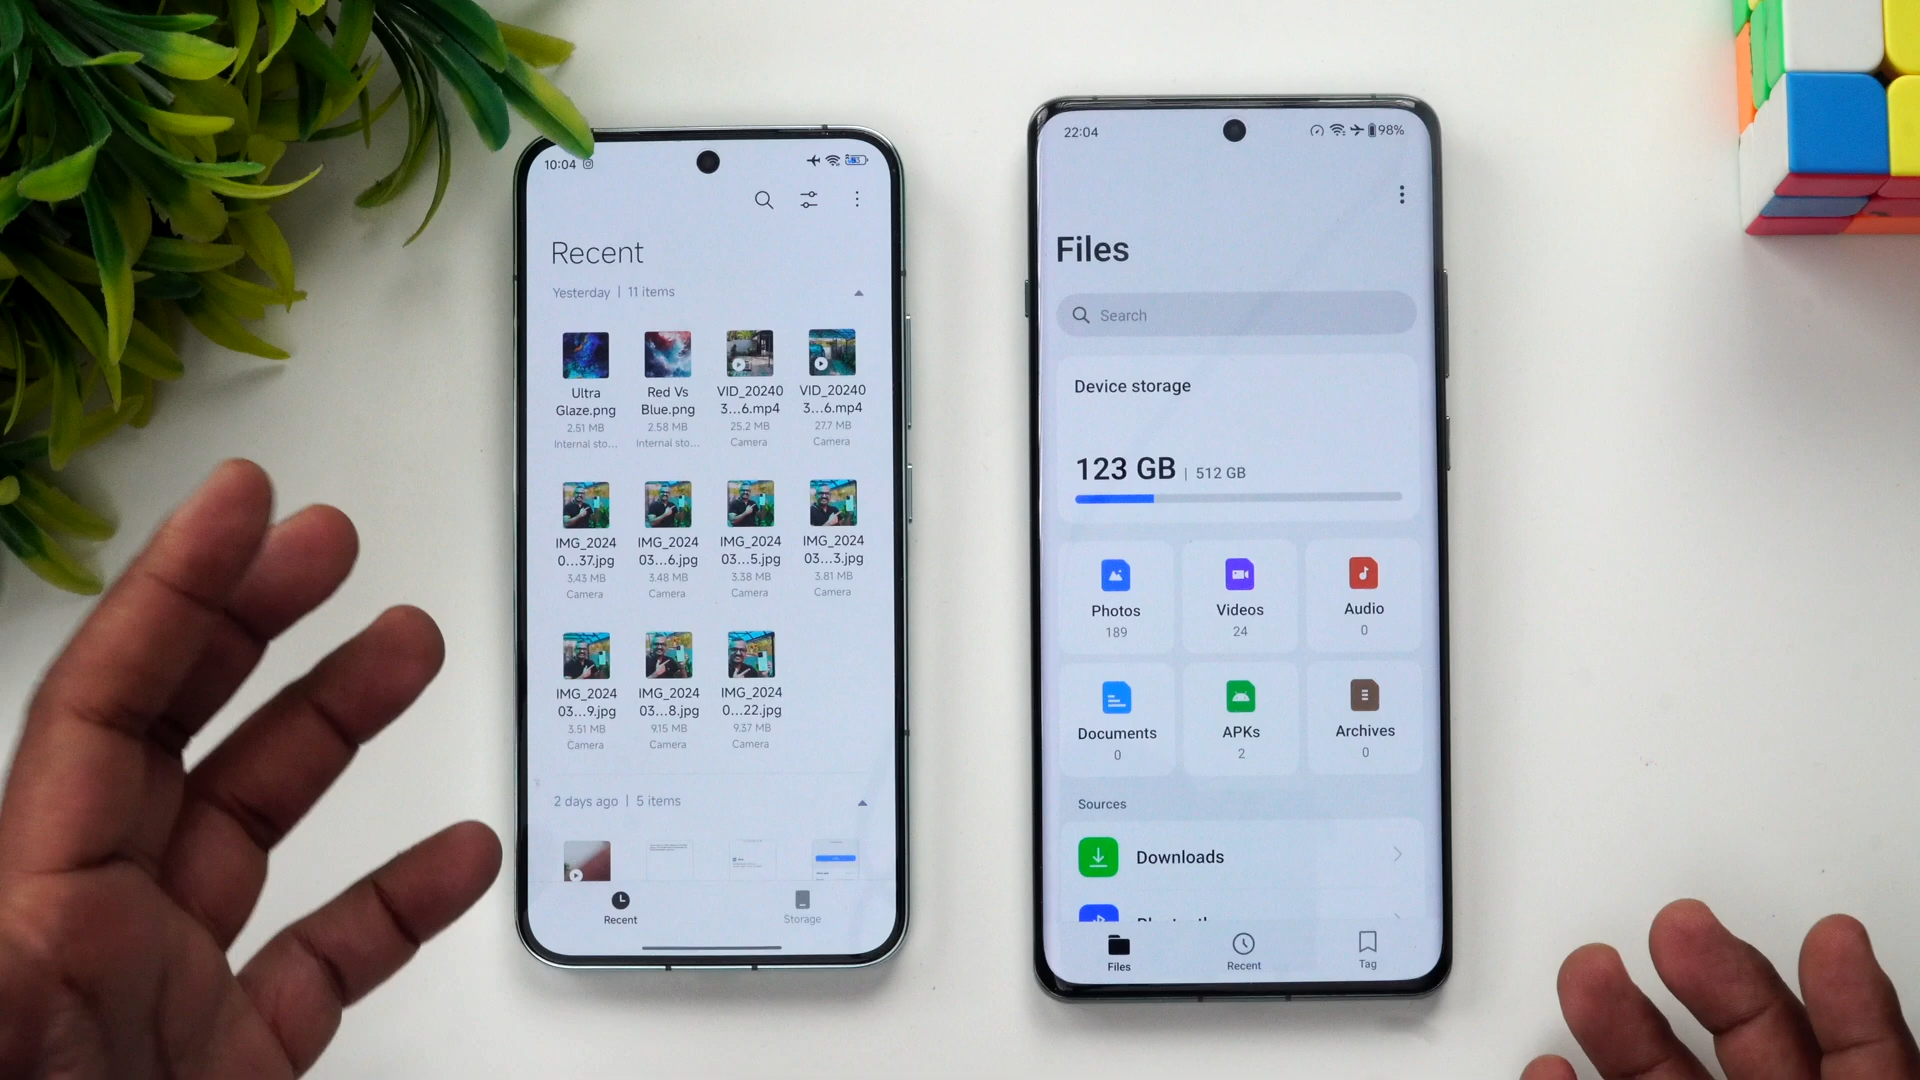 10:04
Recent
Yesterday | 11 items
Ultra
Glaze.png
2.51 MB
Internal sto...
Red Vs
Blue.png
2.58 MB
Internal sto...
VID_20240
3...6.mp4
25.2 MB
Camera
VID_20240
3...6.mp4
27.7 MB
Camera
IMG_2024
0...37.jpg
3.43 MB
Camera
IMG_2024
03...6.jpg
3.48 MB
Camera
IMG_2024
03...5.jpg
3.38 MB
Camera
IMG_2024
03...3.jpg
3.81 MB
Camera
IMG_2024
03...9.jpg
3.51 MB
Camera
IMG_2024
03...8.jpg
9.15 MB
Camera
IMG_2024
0...22.jpg
9.37 MB
Camera
2 days ago | 5 items
Recent
Storage
22:04
98%
Files
Search
Device storage
123 GB | 512 GB
Photos
189
Videos
24
Audio
0
Documents
0
APKs
2
Archives
0
Sources
Downloads
Files
Recent
Tag